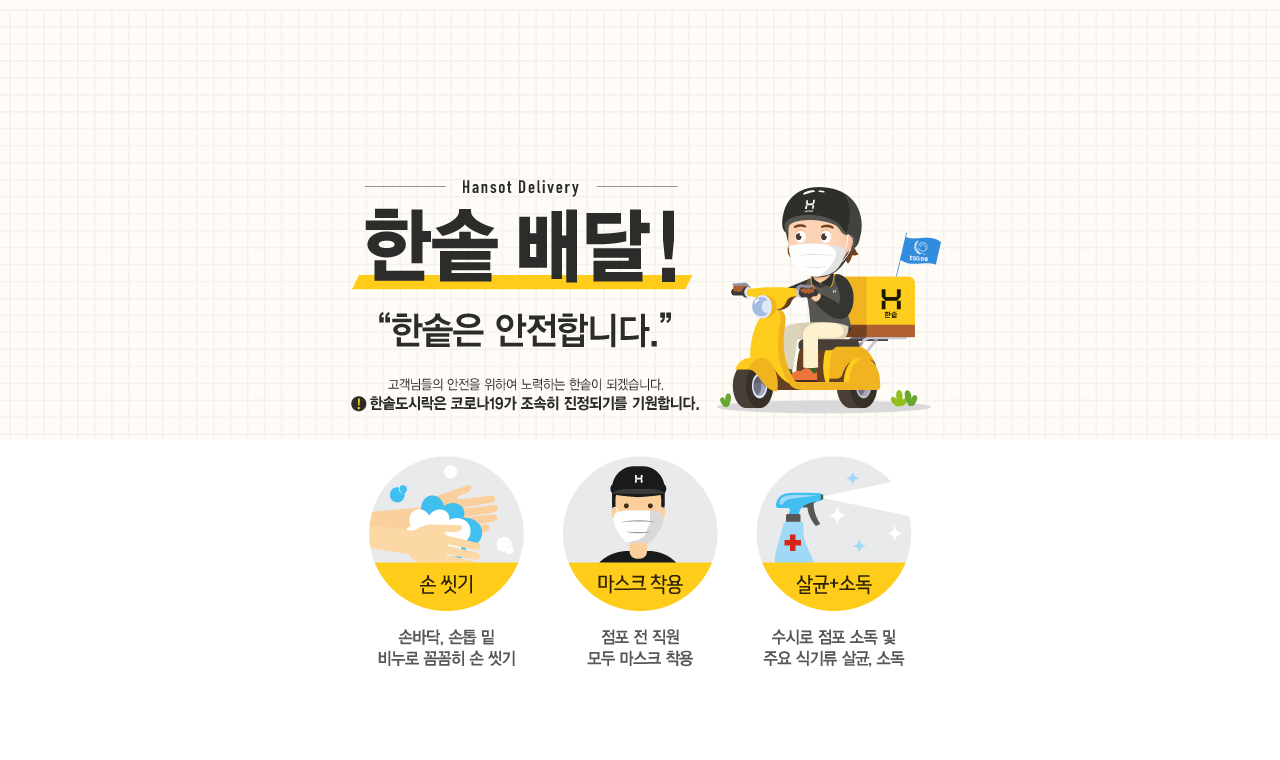 Hansot Delivery
한솥 배달!
“한솥은 안전합니다.”
고객님들의 안전을 위하여 노력하는 한솥이 되겠습니다.
! 한솥도시락은 코로나19가 조속히 진정되기를 기원합니다.
ESG한솥
한솥
손 씻기
마스크 착용
살균+소독
손바닥, 손톱 밑
비누로 꼼꼼히 손 씻기
점포 전 직원
모두 마스크 착용
수시로 점포 소독 및
주요 식기류 살균, 소독